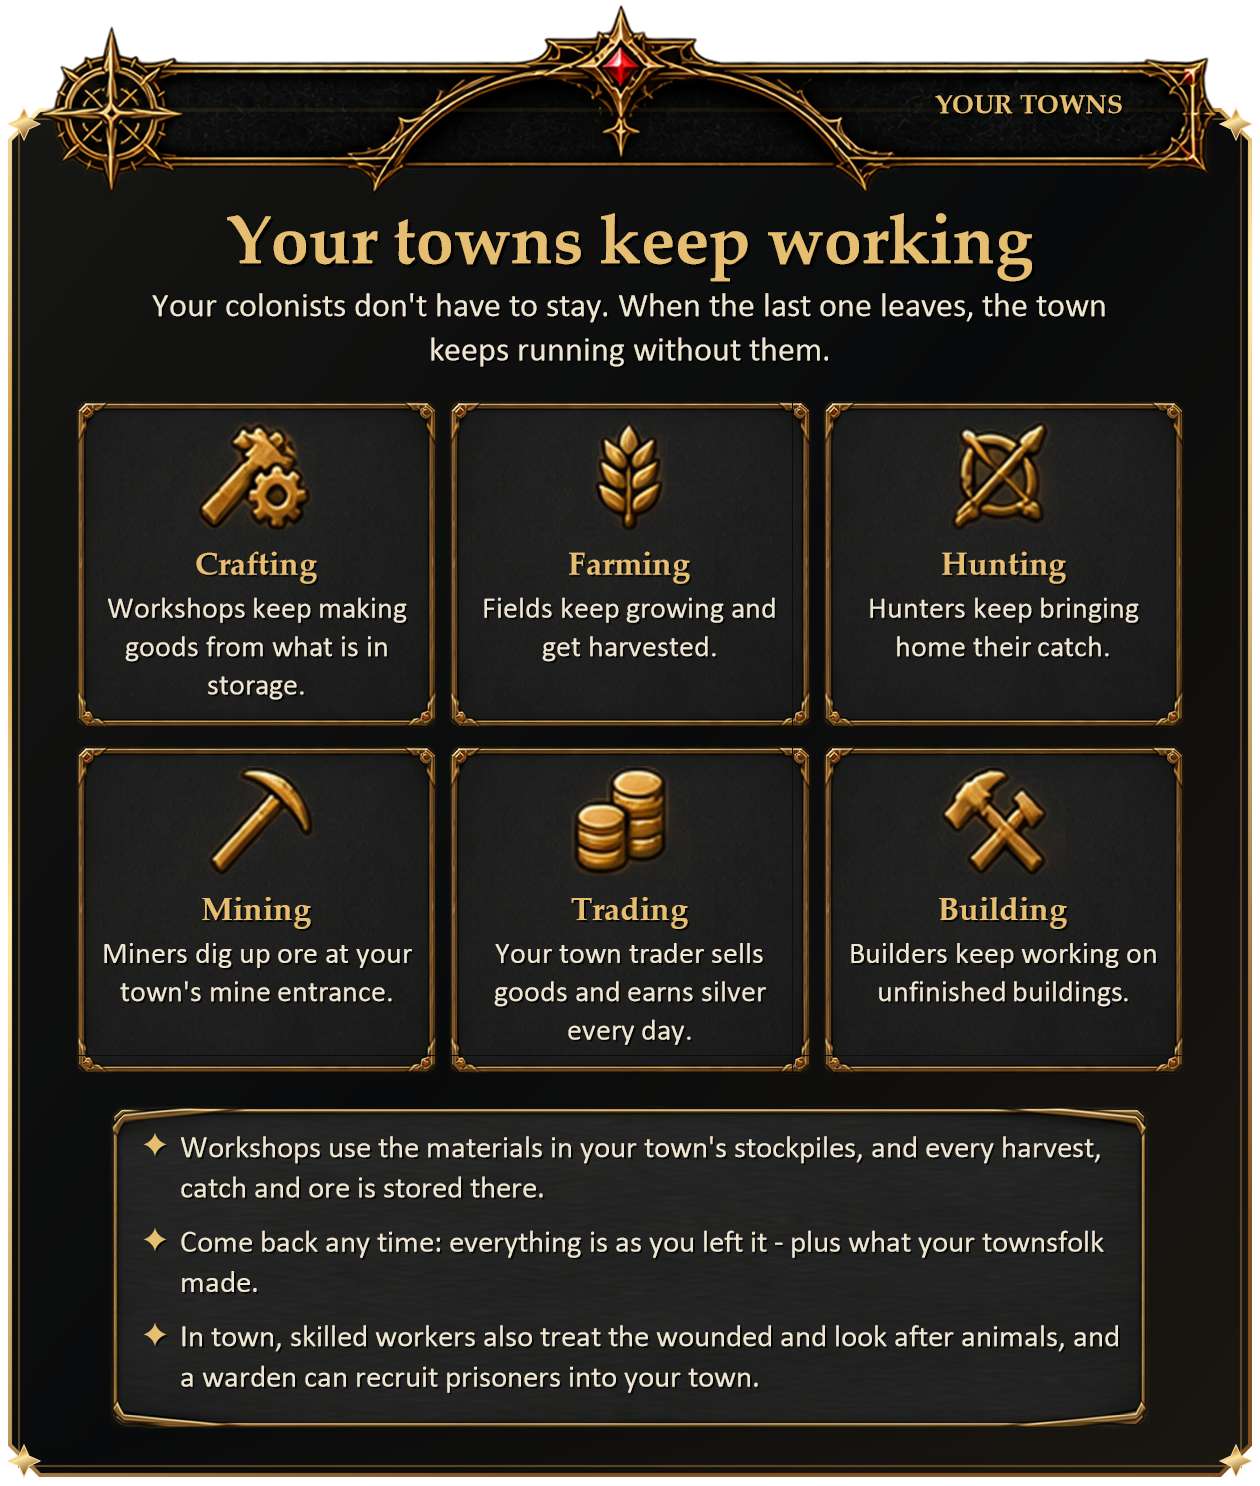 YOUR TOWNS
Your towns keep working
Your colonists don't have to stay. When the last one leaves, the town
keeps running without them.
Crafting
Workshops keep making
goods from what is in
storage.
Farming
Fields keep growing and
get harvested.
Hunting
Hunters keep bringing
home their catch.
Mining
Miners dig up ore at your
town's mine entrance.
Trading
Your town trader sells
goods and earns silver
every day.
Building
Builders keep working on
unfinished buildings.
Workshops use the materials in your town's stockpiles, and every harvest,
catch and ore is stored there.
Come back any time: everything is as you left it - plus what your townsfolk
made.
In town, skilled workers also treat the wounded and look after animals, and
a warden can recruit prisoners into your town.